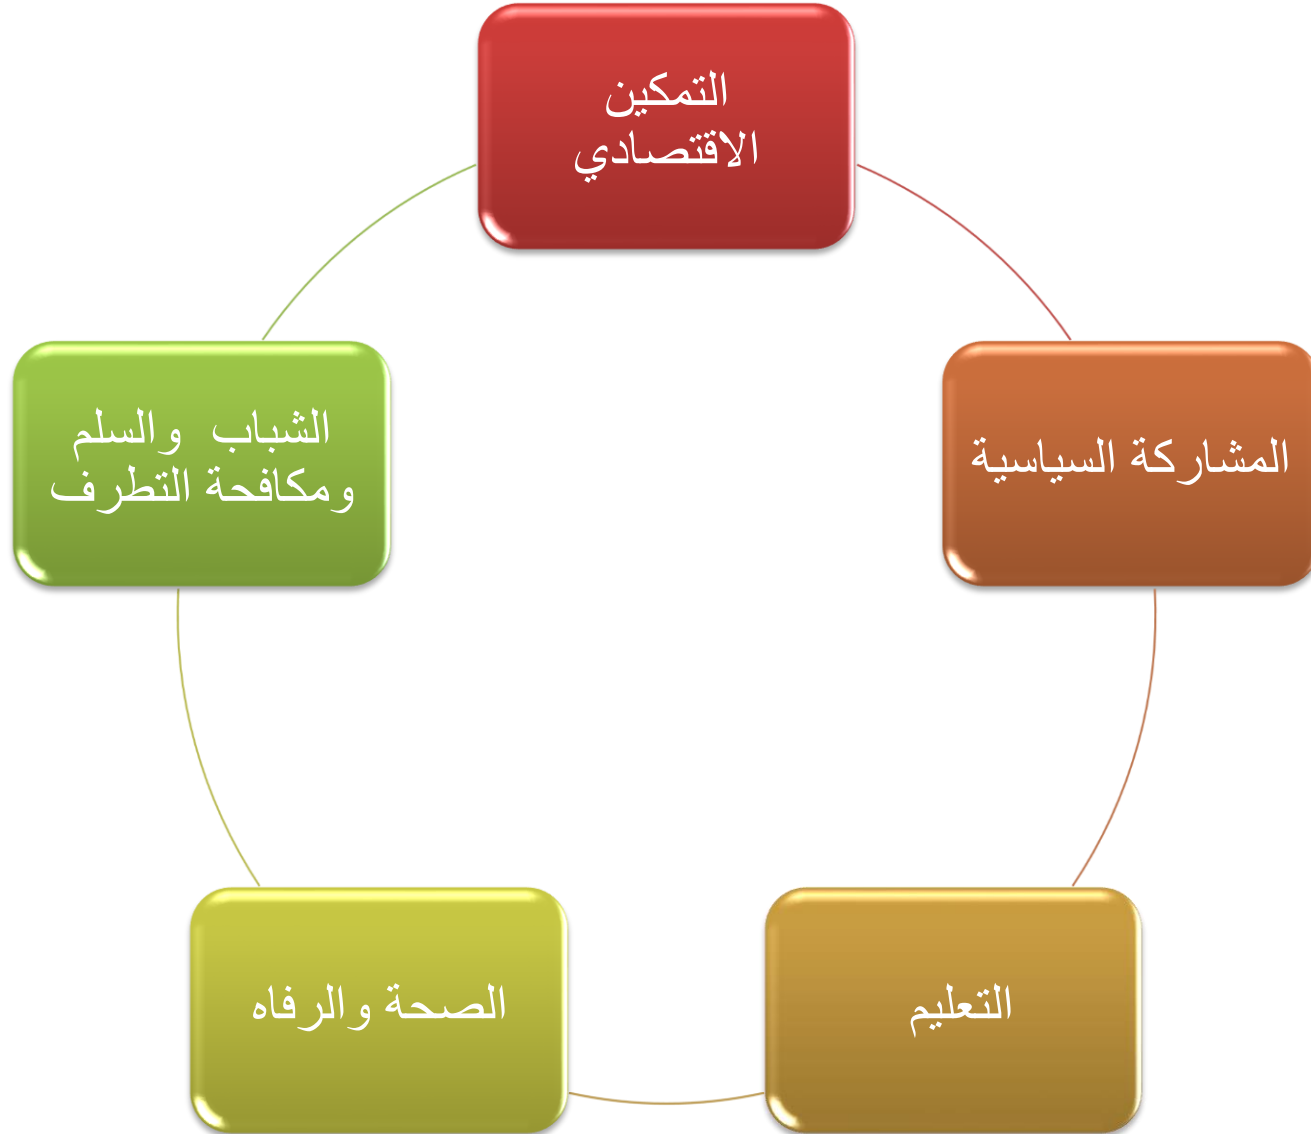 التمكين
الاقتصادي
المشاركة السياسية
التعليم
الصحة والرفاه
الشباب والسلم
ومكافحة التطرف